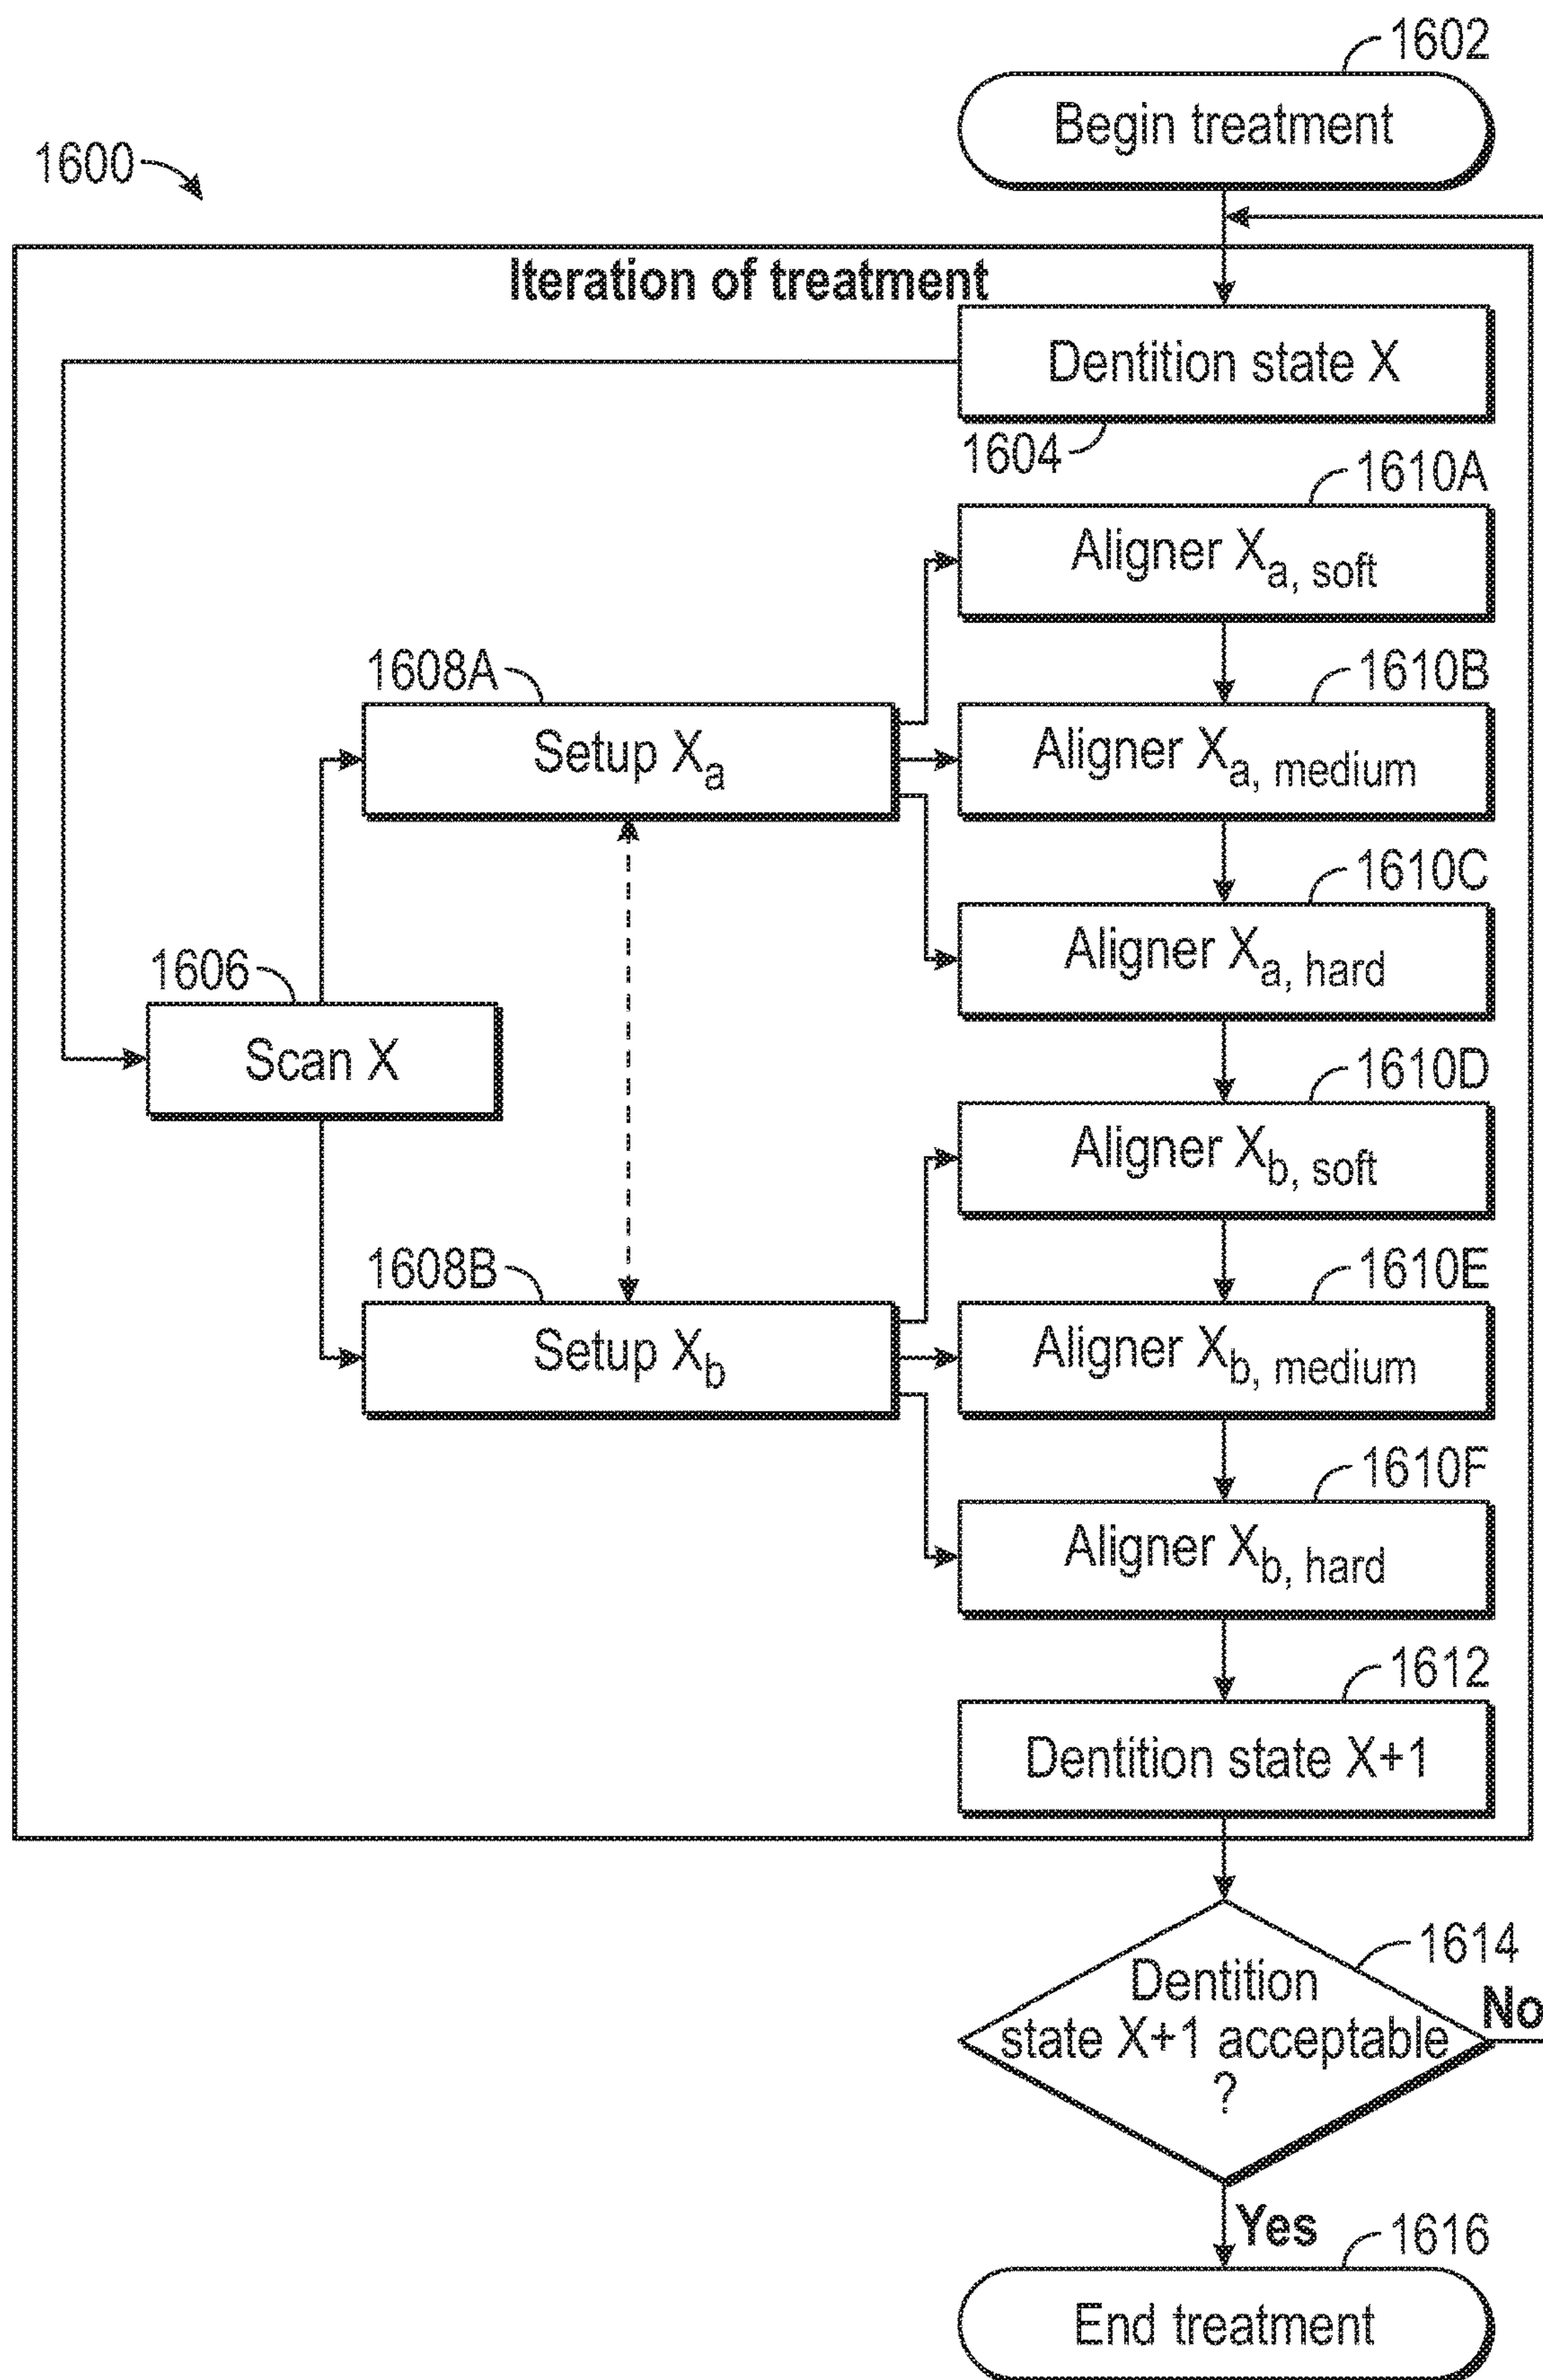 1602
Begin treatment
1600
Iteration of treatment
Dentition state X
1604
1610A
Aligner Xa, soft
1608A
1610B
Setup Xa
Aligner Xa, medium
1610C
Aligner Xa, hard
1606
Scan X
1610D
Aligner Xb, soft
1608B
1610E
Setup Xb
Aligner Xb, medium
1610F
Aligner Xb, hard
1612
Dentition state X+1
1614
Dentition
state X+1 acceptable
?
No
Yes
1616
End treatment